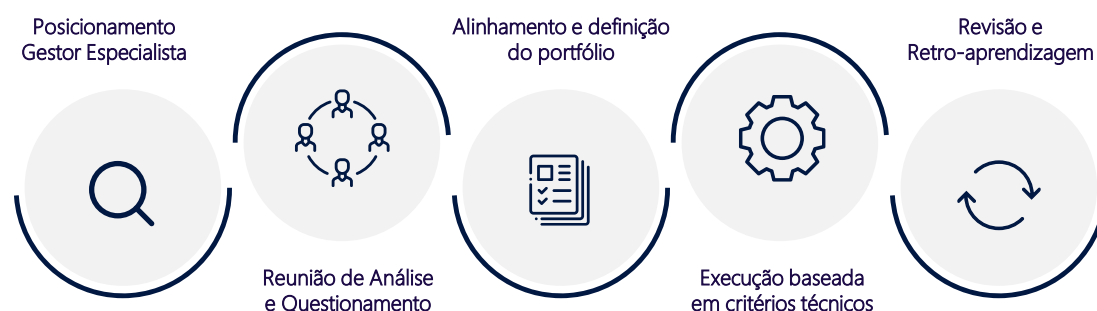 Posicionamento
Gestor Especialista
Reunião de Análise
e Questionamento
Alinhamento e definição
do portfólio
Execução baseada
em critérios técnicos
Revisão e
Retro-aprendizagem